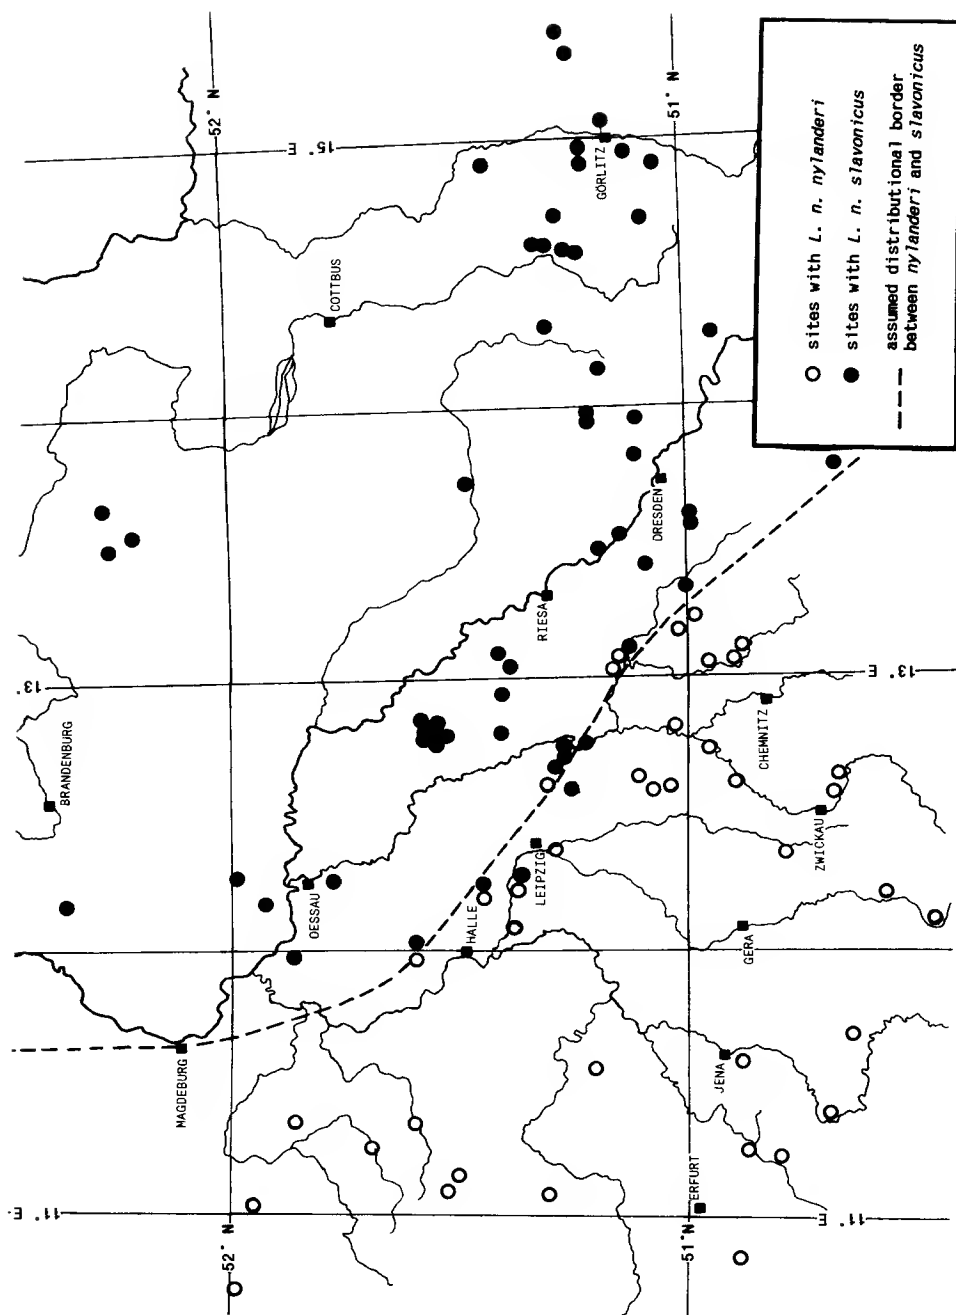 52° N
15° E
51° N
GÖRLITZ
COTTBUS
DRESDEN
RIESA
BRANDENBURG
13°
13° E
CHEMNITZ
ZWICKAU
LEIPZIG
DESSAU
HALLE
GERA
MAGDEBURG
JENA
ERFURT
11° E
11° E
52° N
51° N
sites with L. n. nylanderi
sites with L. n. slavonicus
assumed distributional border
between nylanderi and slavonicus